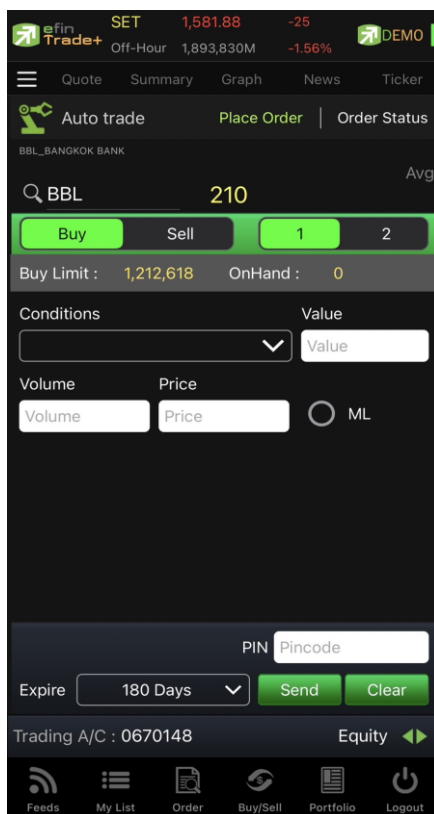 efin Trade+ SET 1,581.88 -25 DEMO
Off-Hour 1,893,830M -1.56%
Quote Summary Graph News Ticker
Auto trade Place Order | Order Status
BBL_BANGKOK BANK
Avg
BBL 210
Buy Sell 1 2
Buy Limit : 1,212,618 OnHand : 0
Conditions Value
Value
Volume Price
Volume Price ML
PIN Pincode
Expire 180 Days Send Clear
Trading A/C : 0670148 Equity
Feeds My List Order Buy/Sell Portfolio Logout